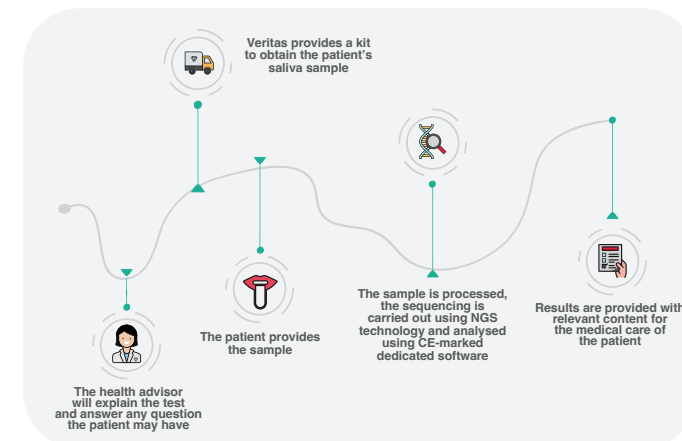 Veritas provides a kit
to obtain the patient's
saliva sample
The health advisor
will explain the test
and answer any question
the patient may have
The patient provides
the sample
The sample is processed,
the sequencing is
carried out using NGS
technology and analysed
using CE-marked
dedicated software
Results are provided with
relevant content for
the medical care of
the patient